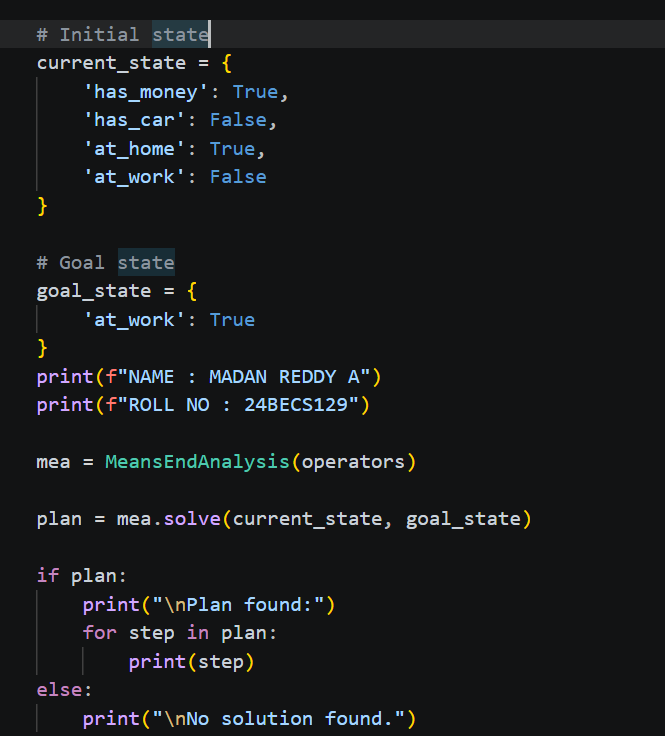 # Initial state
current_state = {
    'has_money': True,
    'has_car': False,
    'at_home': True,
    'at_work': False
}
# Goal state
goal_state = {
    'at_work': True
}
print(f"NAME : MADAN REDDY A")
print(f"ROLL NO : 24BECS129")
mea = MeansEndAnalysis(operators)
plan = mea.solve(current_state, goal_state)
if plan:
    print("\nPlan found:")
    for step in plan:
        print(step)
else:
    print("\nNo solution found.")